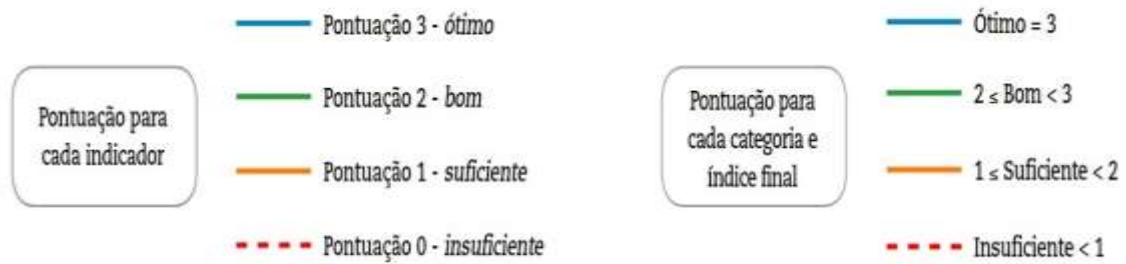 Pontuação para
cada indicador
Pontuação 3 - ótimo
Pontuação 2 - bom
Pontuação 1 - suficiente
Pontuação 0 - insuficiente
Pontuação para
cada categoria e
índice final
Ótimo = 3
2 ≤ Bom < 3
1 ≤ Suficiente < 2
Insuficiente < 1